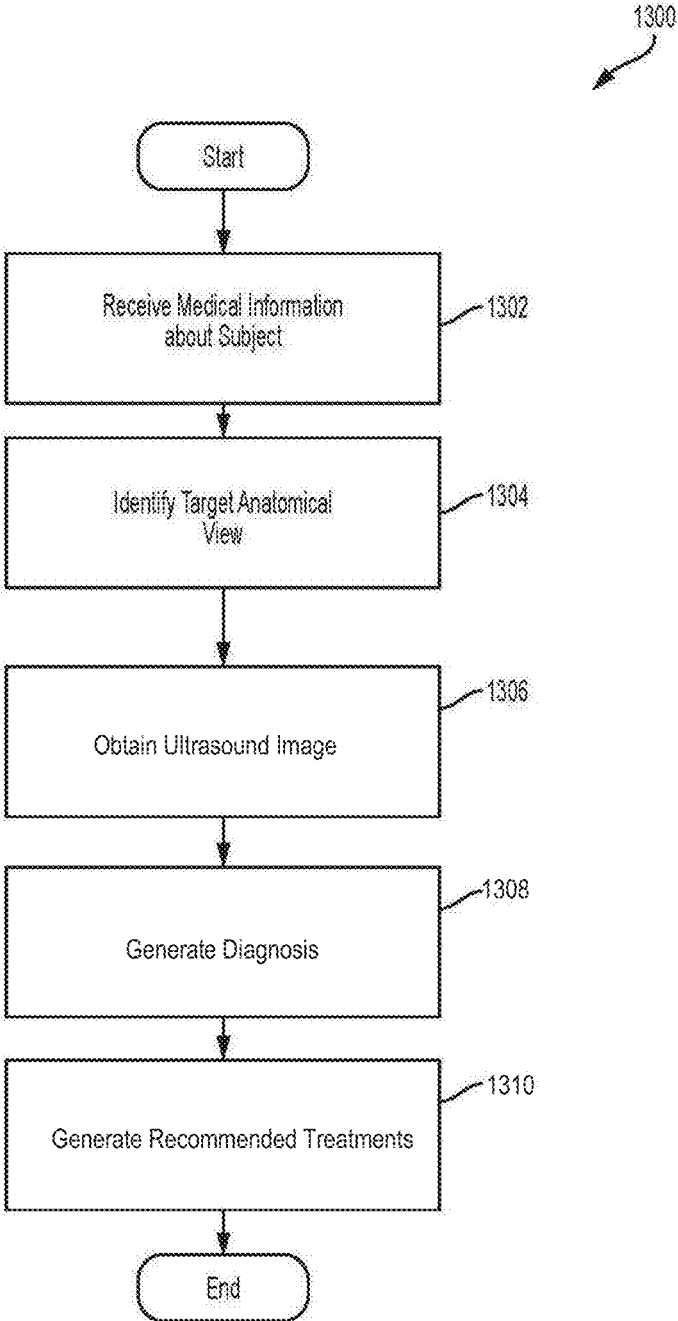 1300
Start
Receive Medical Information
about Subject
1302
Identify Target Anatomical
View
1304
Obtain Ultrasound Image
1306
Generate Diagnosis
1308
Generate Recommended Treatments
1310
End